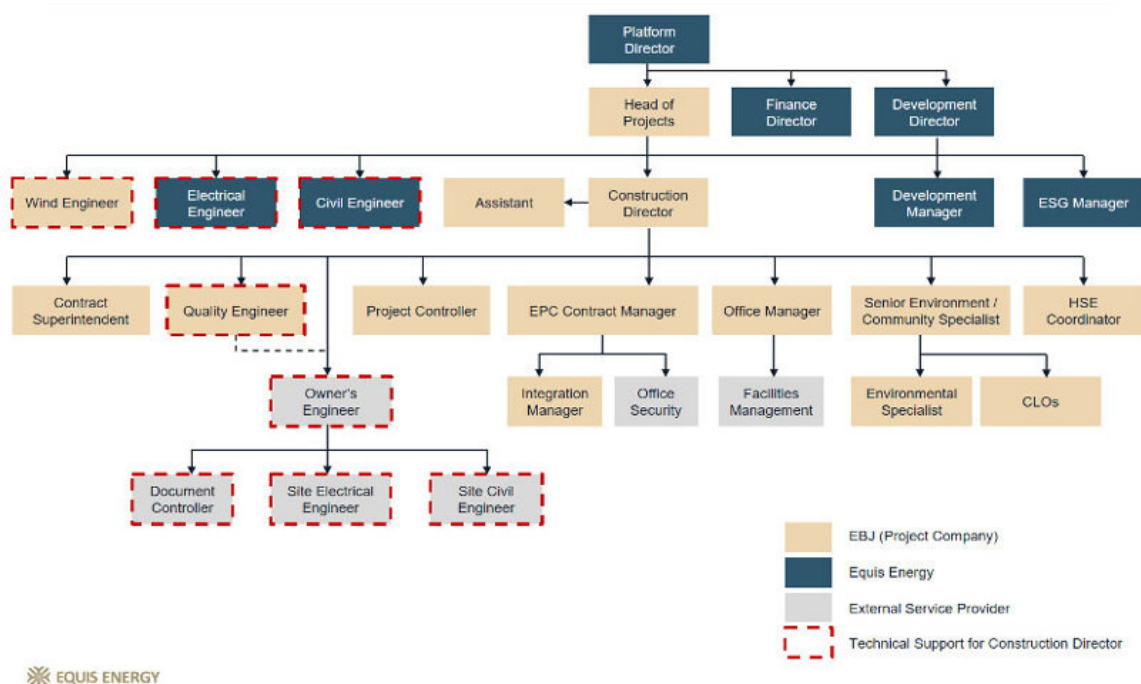 Platform
Director
Head of
Projects
Finance
Director
Development
Director
Wind Engineer
Electrical
Engineer
Civil Engineer
Assistant
Construction
Director
Development
Manager
ESG Manager
Contract
Superintendent
Quality Engineer
Project Controller
EPC Contract Manager
Office Manager
Senior Environment /
Community Specialist
HSE
Coordinator
Owner's
Engineer
Integration
Manager
Office
Security
Facilities
Management
Environmental
Specialist
CLOs
Document
Controller
Site Electrical
Engineer
Site Civil
Engineer
EBJ (Project Company)
Equis Energy
External Service Provider
Technical Support for Construction Director
EQUIS ENERGY